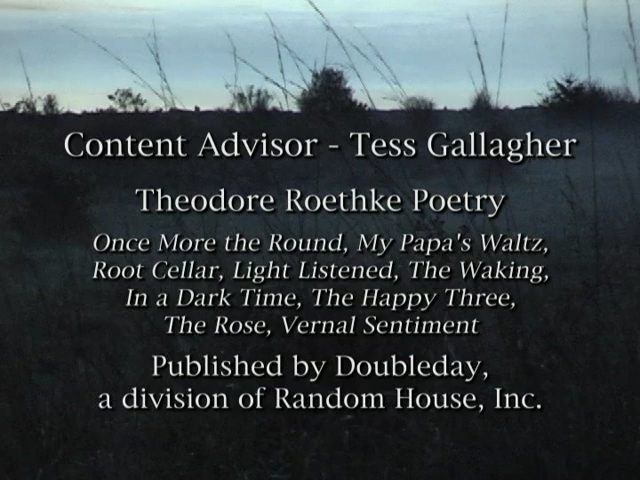 Content Advisor - Tess Gallagher
Theodore Roethke Poetry
Once More the Round, My Papa's Waltz,
Root Cellar, Light Listened, The Waking,
In a Dark Time, The Happy Three,
The Rose, Vernal Sentiment
Published by Doubleday,
a division of Random House, Inc.